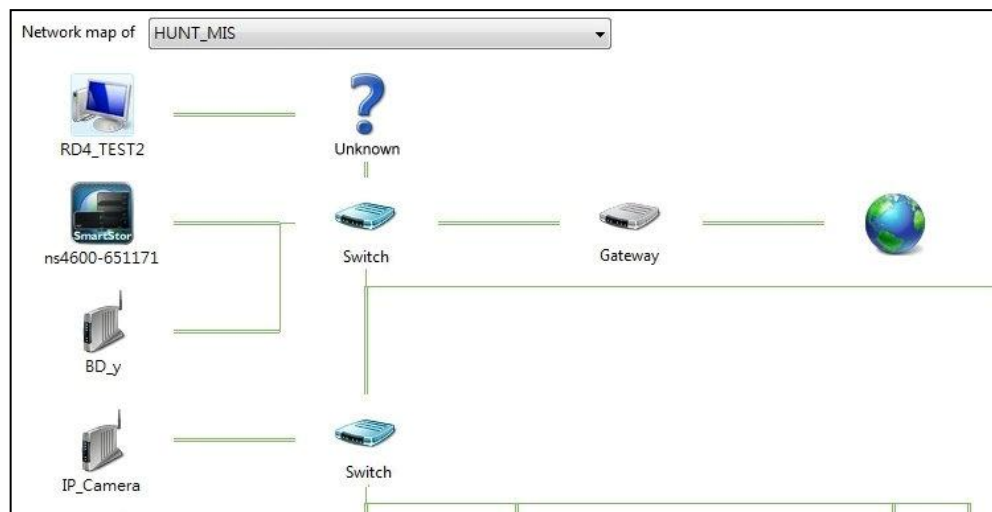 Network map of HUNT_MIS
RD4_TEST2
Unknown
SmartStor
ns4600-651171
Switch
Gateway
BD_y
IP_Camera
Switch